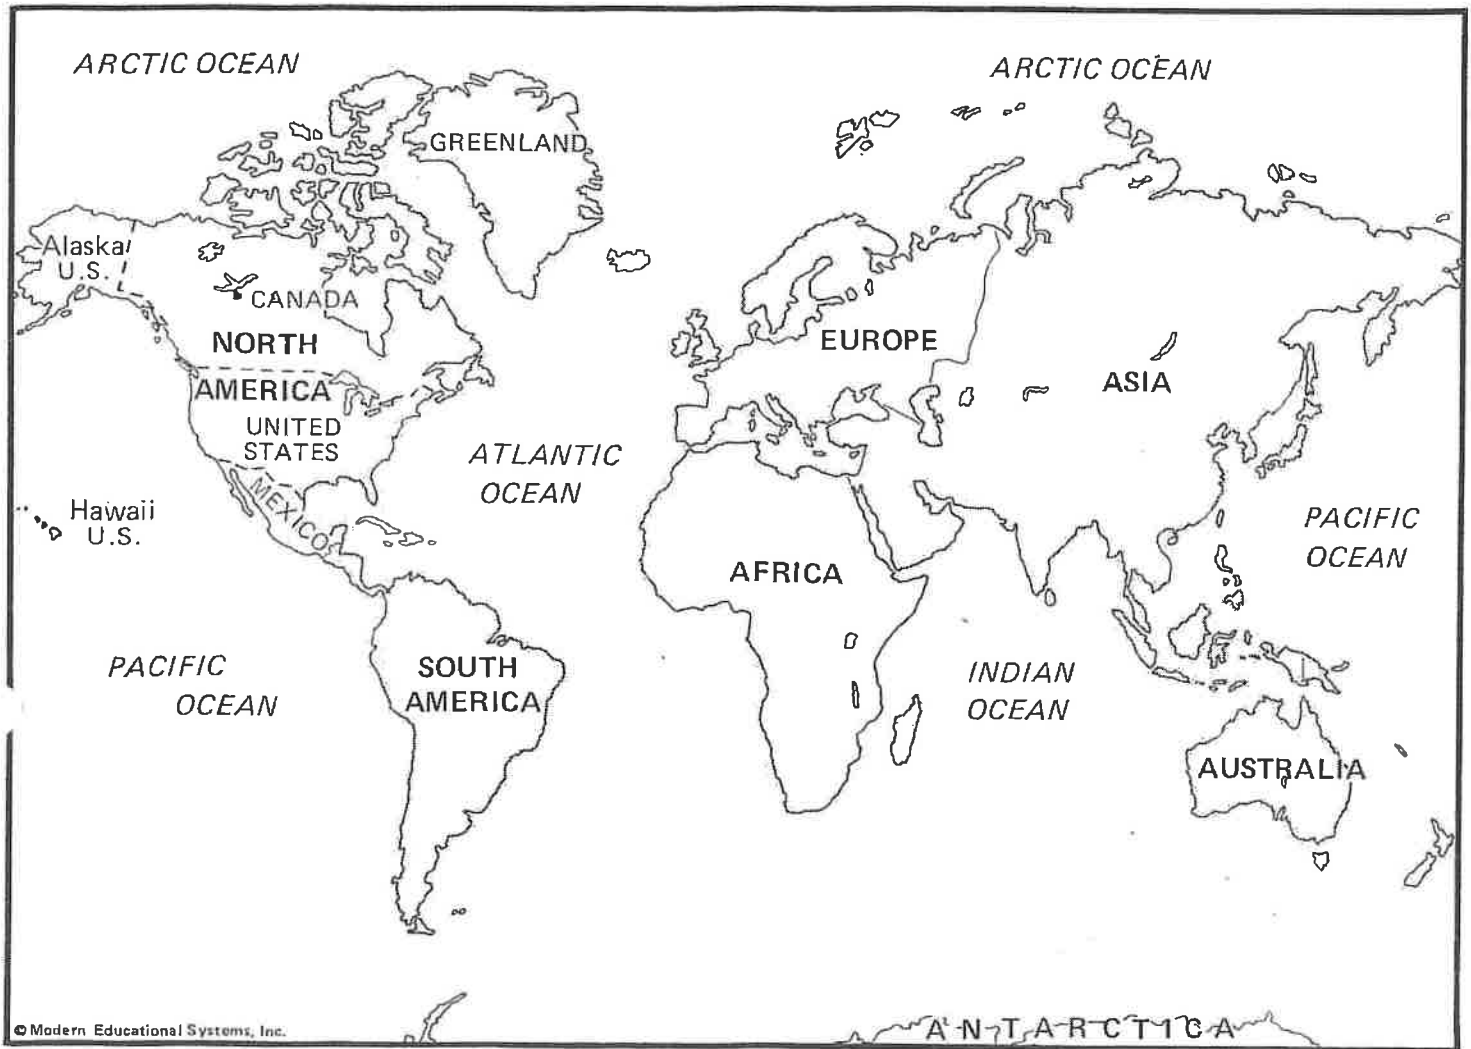 ARCTIC OCEAN
ARCTIC OCEAN
GREENLAND
Alaska
U.S.
CANADA
NORTH
AMERICA
EUROPE
ASIA
UNITED
STATES
ATLANTIC
OCEAN
MEXICO
Hawaii
U.S.
PACIFIC
OCEAN
AFRICA
PACIFIC
OCEAN
SOUTH
AMERICA
INDIAN
OCEAN
AUSTRALIA
© Modern Educational Systems, Inc.
ANTARCTICA